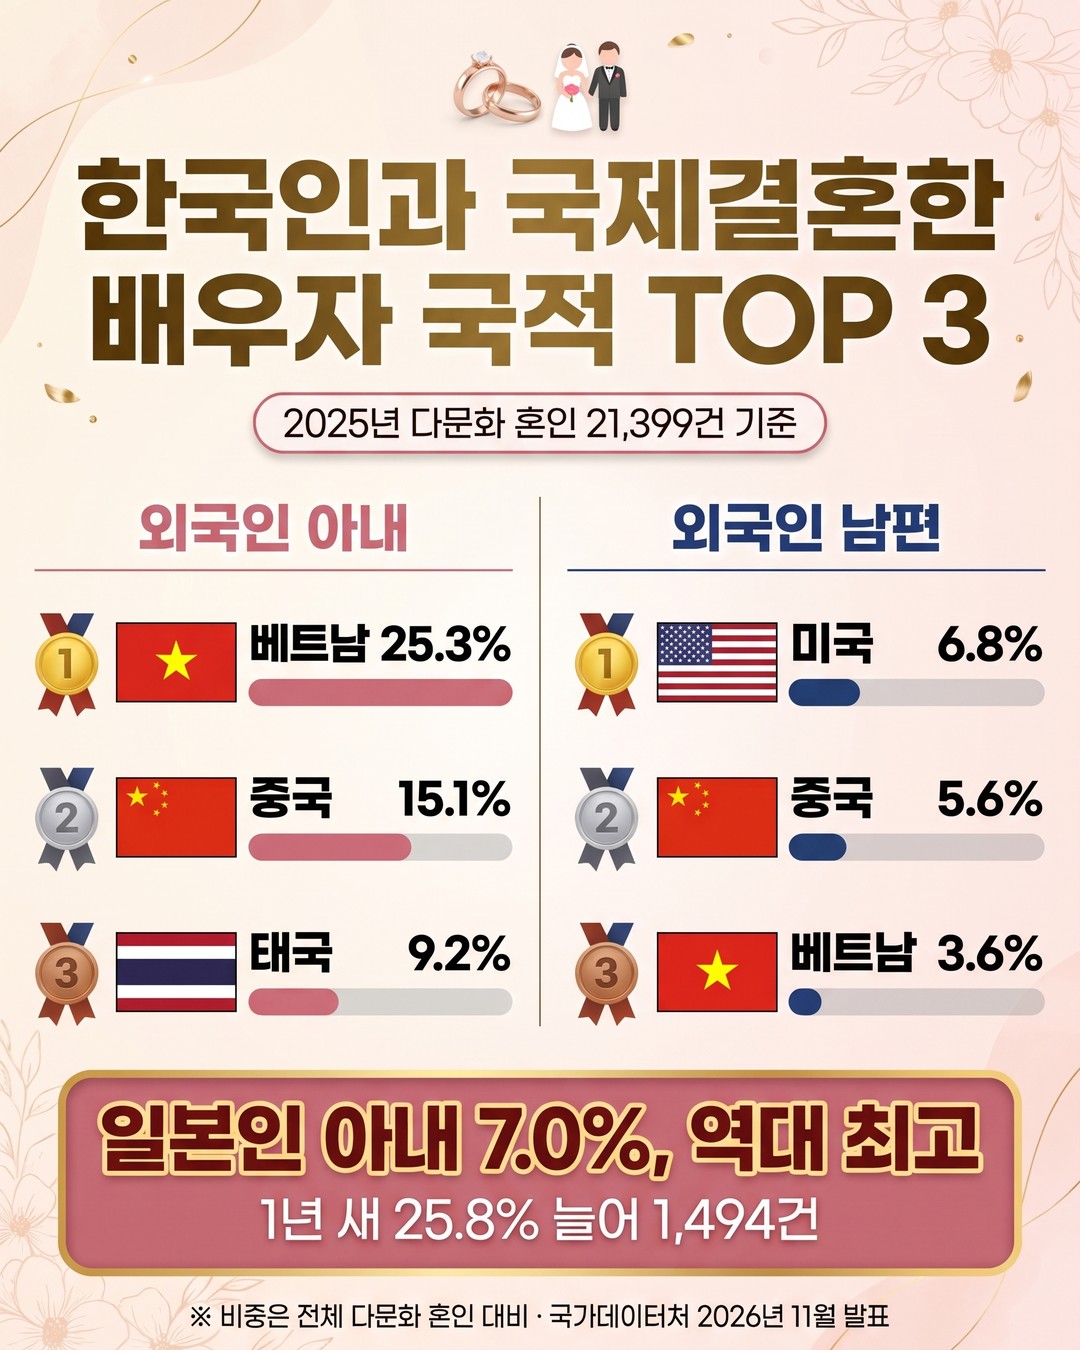 한국인과 국제결혼한
배우자 국적 TOP 3
2025년 다문화 혼인 21,399건 기준
외국인 아내
1
베트남 25.3%
2
중국 15.1%
3
태국 9.2%
외국인 남편
1
미국 6.8%
2
중국 5.6%
3
베트남 3.6%
일본인 아내 7.0%, 역대 최고
1년 새 25.8% 늘어 1,494건
※ 비중은 전체 다문화 혼인 대비 · 국가데이터처 2026년 11월 발표